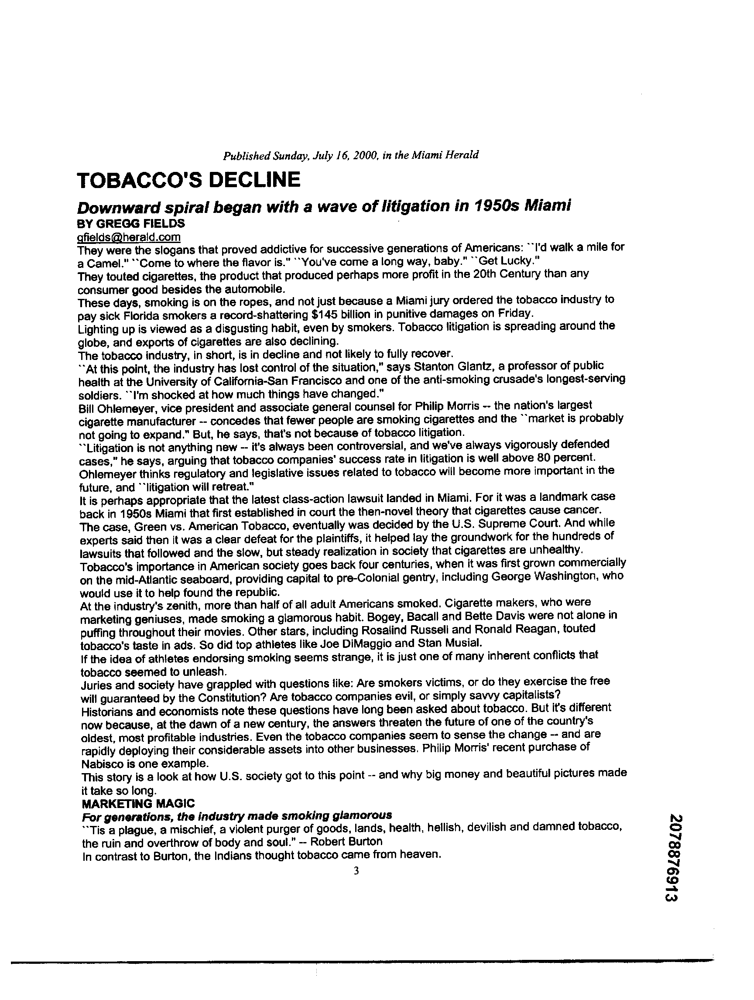 Published Sunday, July 16, 2000, in the Miami Herald
TOBACCO'S DECLINE
Downward spiral began with a wave of litigation in 1950s Miami
BY GREGG FIELDS
gfields@herald.com
They were the slogans that proved addictive for successive generations of Americans: ``I'd walk a mile for
a Camel.'' ``Come to where the flavor is.'' ``You've come a long way, baby.'' ``Get Lucky.''
They touted cigarettes, the product that produced perhaps more profit in the 20th Century than any
consumer good besides the automobile.
These days, smoking is on the ropes, and not just because a Miami jury ordered the tobacco industry to
pay sick Florida smokers a record-shattering $145 billion in punitive damages on Friday.
Lighting up is viewed as a disgusting habit, even by smokers. Tobacco litigation is spreading around the
globe, and exports of cigarettes are also declining.
The tobacco industry, in short, is in decline and not likely to fully recover.
``At this point, the industry has lost control of the situation,'' says Stanton Glantz, a professor of public
health at the University of California-San Francisco and one of the anti-smoking crusade's longest-serving
soldiers. ``I'm shocked at how much things have changed.''
Bill Ohlemeyer, vice president and associate general counsel for Philip Morris -- the nation's largest
cigarette manufacturer -- concedes that fewer people are smoking cigarettes and the ``market is probably
not going to expand.'' But, he says, that's not because of tobacco litigation.
``Litigation is not anything new -- it's always been controversial, and we've always vigorously defended
cases,'' he says, arguing that tobacco companies' success rate in litigation is well above 80 percent.
Ohlemeyer thinks regulatory and legislative issues related to tobacco will become more important in the
future, and ``litigation will retreat.''
It is perhaps appropriate that the latest class-action lawsuit landed in Miami. For it was a landmark case
back in 1950s Miami that first established in court the then-novel theory that cigarettes cause cancer.
The case, Green vs. American Tobacco, eventually was decided by the U.S. Supreme Court. And while
experts said then it was a clear defeat for the plaintiffs, it helped lay the groundwork for the hundreds of
lawsuits that followed and the slow, but steady realization in society that cigarettes are unhealthy.
Tobacco's importance in American society goes back four centuries, when it was first grown commercially
on the mid-Atlantic seaboard, providing capital to pre-Colonial gentry, including George Washington, who
would use it to help found the republic.
At the industry's zenith, more than half of all adult Americans smoked. Cigarette makers, who were
marketing geniuses, made smoking a glamorous habit. Bogey, Bacall and Bette Davis were not alone in
puffing throughout their movies. Other stars, including Rosalind Russell and Ronald Reagan, touted
tobacco's taste in ads. So did top athletes like Joe DiMaggio and Stan Musial.
If the idea of athletes endorsing smoking seems strange, it is just one of many inherent conflicts that
tobacco seemed to unleash.
Juries and society have grappled with questions like: Are smokers victims, or do they exercise the free
will guaranteed by the Constitution? Are tobacco companies evil, or simply savvy capitalists?
Historians and economists note these questions have long been asked about tobacco. But it's different
now because, at the dawn of a new century, the answers threaten the future of one of the country's
oldest, most profitable industries. Even the tobacco companies seem to sense the change -- and are
rapidly deploying their considerable assets into other businesses. Philip Morris' recent purchase of
Nabisco is one example.
This story is a look at how U.S. society got to this point -- and why big money and beautiful pictures made
it take so long.
MARKETING MAGIC
For generations, the industry made smoking glamorous
``Tis a plague, a mischief, a violent purger of goods, lands, health, hellish, devilish and damned tobacco,
the ruin and overthrow of body and soul.'' -- Robert Burton
In contrast to Burton, the Indians thought tobacco came from heaven.
3
2078876913